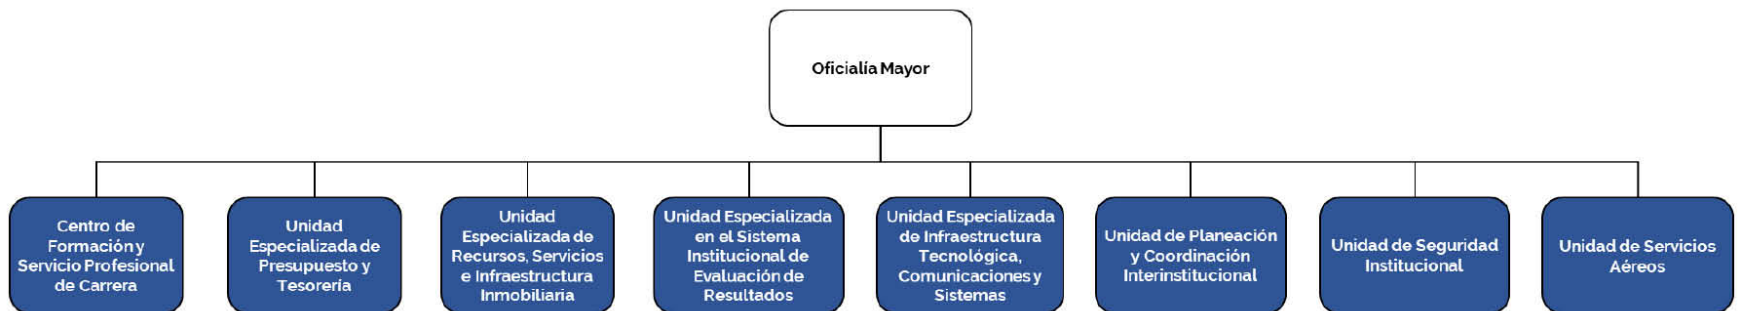 Oficialía Mayor
Centro de
Formación y
Servicio Profesional
de Carrera
Unidad
Especializada de
Presupuesto y
Tesorería
Unidad
Especializada de
Recursos, Servicios
e Infraestructura
Inmobiliaria
Unidad Especializada
en el Sistema
Institucional de
Evaluación de
Resultados
Unidad Especializada
de Infraestructura
Tecnológica,
Comunicaciones y
Sistemas
Unidad de Planeación
y Coordinación
Interinstitucional
Unidad de Seguridad
Institucional
Unidad de Servicios
Aéreos